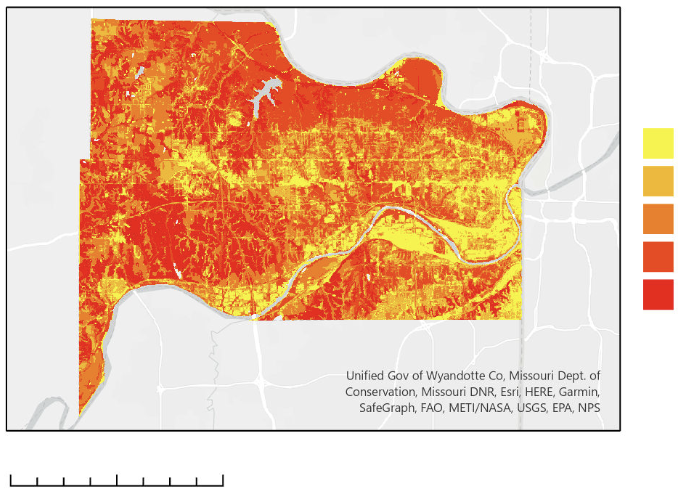 Unified Gov of Wyandotte Co, Missouri Dept. of
Conservation, Missouri DNR, Esri, HERE, Garmin,
SafeGraph, FAO, METI/NASA, USGS, EPA, NPS